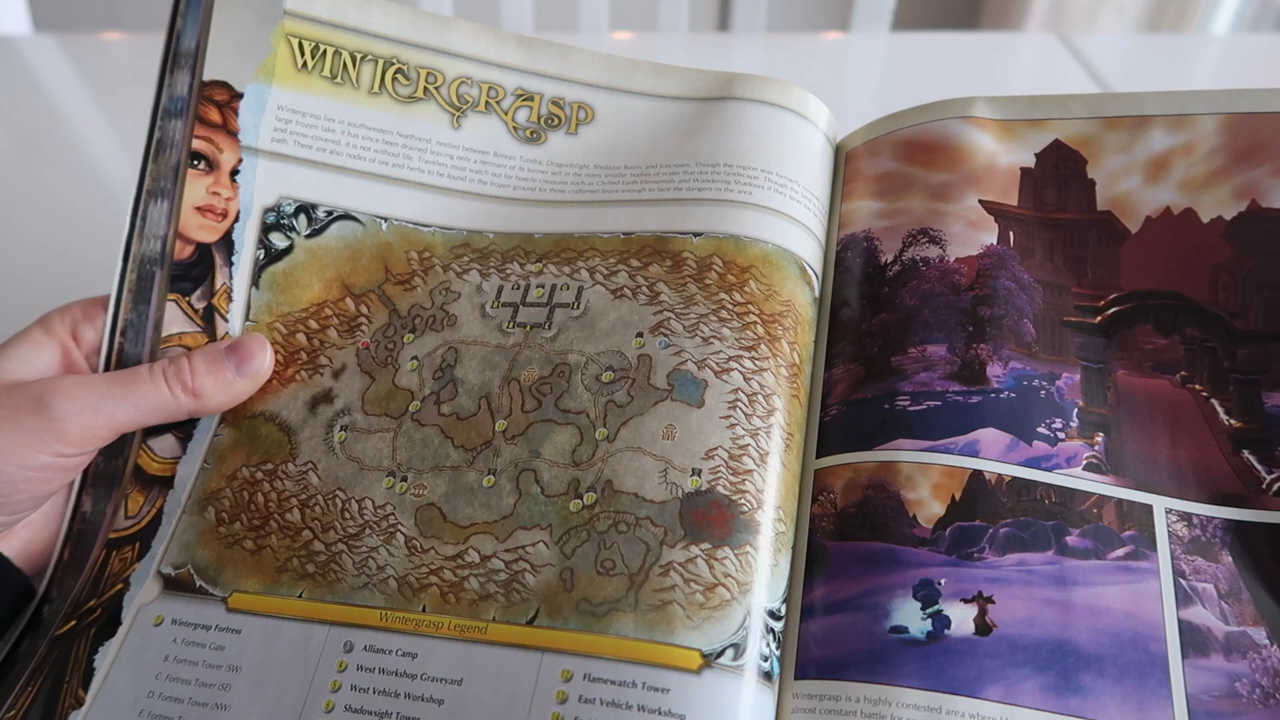 WINTERGRASP
Wintergrasp lies in southwestern Northrend, nestled between Borean Tundra, Dragonblight, Sholazar Basin, and Icecrown. Though the region was formerly
large frozen lake, it has since been drained leaving only a remnant of its former self in the many smaller bodies of water that dot the landscape. Though the land is
and snow-covered, it is not without life. Travelers must watch out for hostile creatures such as Chilled Earth Elementals and Wandering Shadows if they stray
path. There are also nodes of ore and herbs to be found in the frozen ground for those craftsmen brave enough to face the dangers in the area.
Wintergrasp Legend
Wintergrasp Fortress
A. Fortress Gate
B. Fortress Tower (SW)
C. Fortress Tower (SE)
D. Fortress Tower (NW)
E. Fortress
Alliance Camp
West Workshop Graveyard
West Vehicle Workshop
Shadowsight Tower
Flamewatch Tower
East Vehicle Workshop
Wintergrasp is a highly contested area where
almost constant battle for